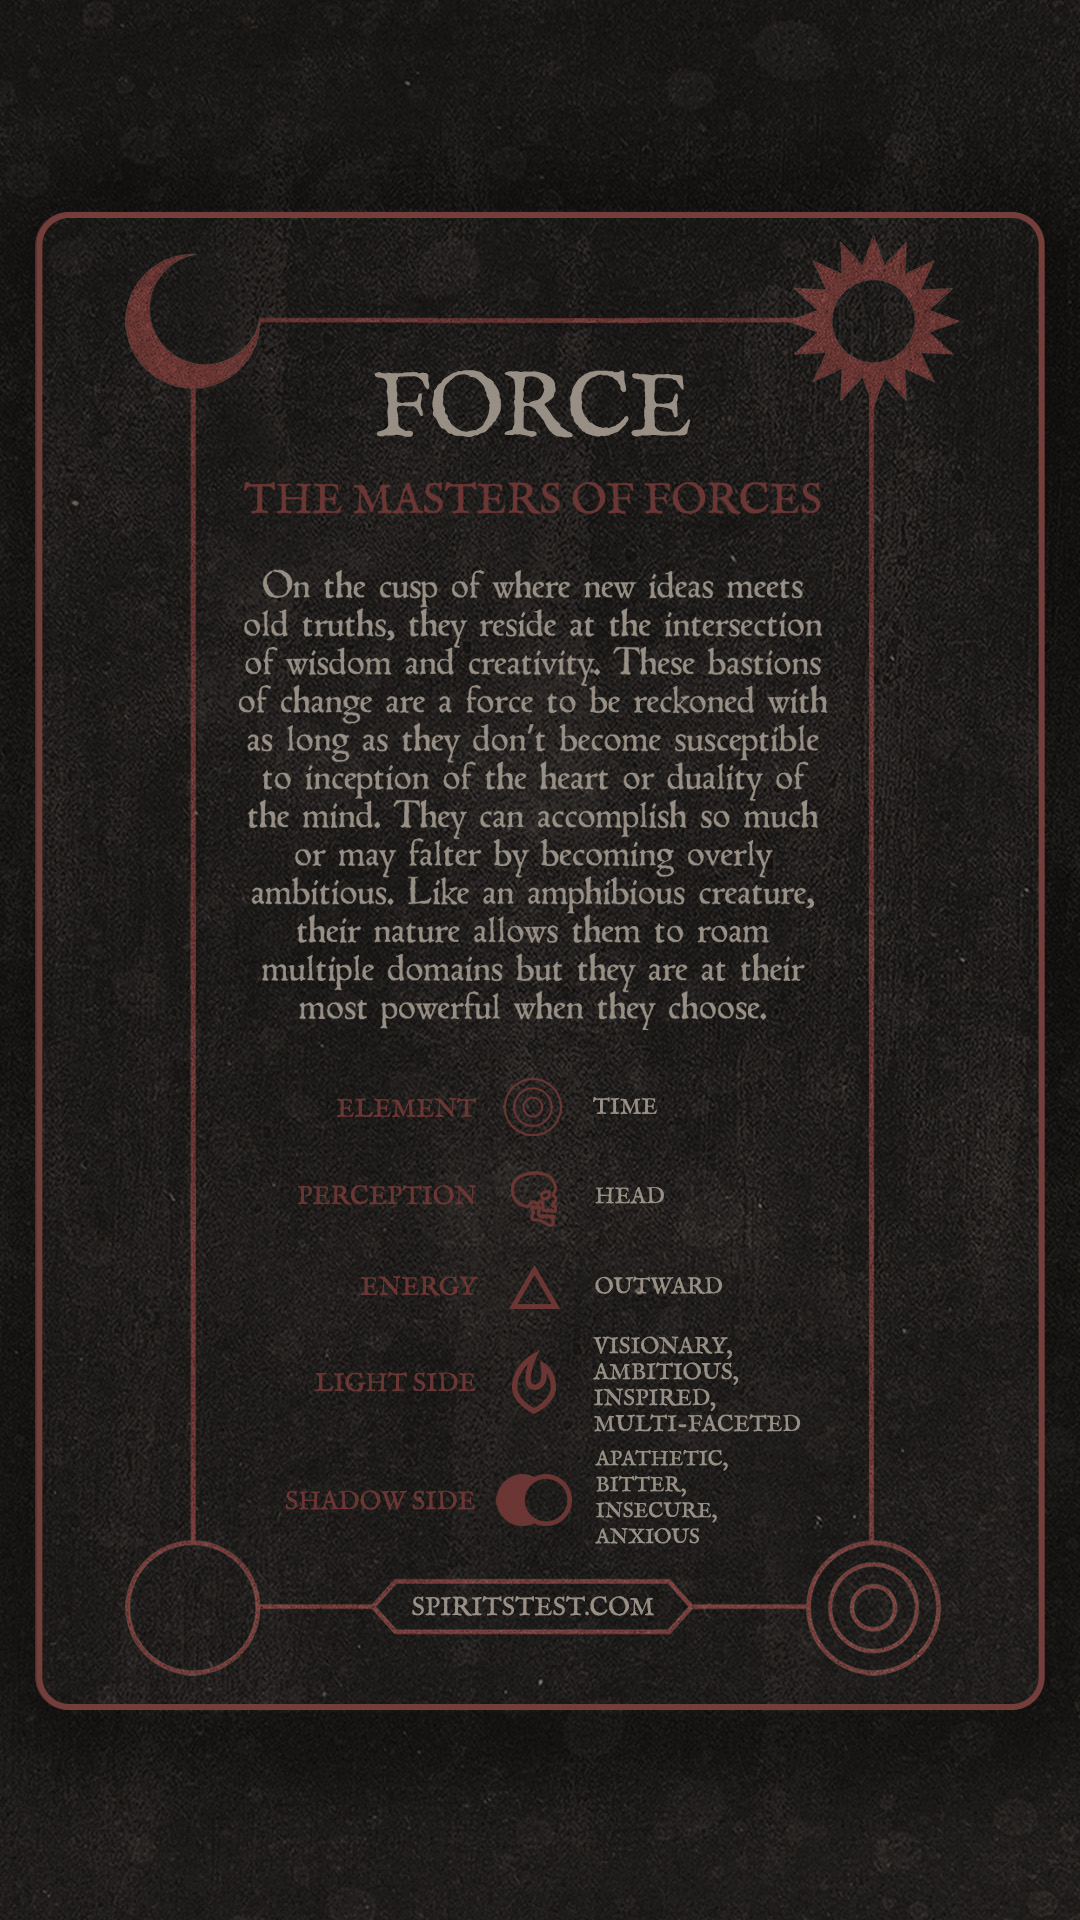 FORCE
THE MASTERS OF FORCES
On the cusp of where new ideas meets
old truths, they reside at the intersection
of wisdom and creativity. These bastions
of change are a force to be reckoned with
as long as they don't become susceptible
to inception of the heart or duality of
the mind. They can accomplish so much
or may falter by becoming overly
ambitious. Like an amphibious creature,
their nature allows them to roam
multiple domains but they are at their
most powerful when they choose.
ELEMENT TIME
PERCEPTION HEAD
ENERGY OUTWARD
LIGHT SIDE VISIONARY,
AMBITIOUS,
INSPIRED,
MULTI-FACETED
SHADOW SIDE APATHETIC,
BITTER,
INSECURE,
ANXIOUS
SPIRITSTEST.COM